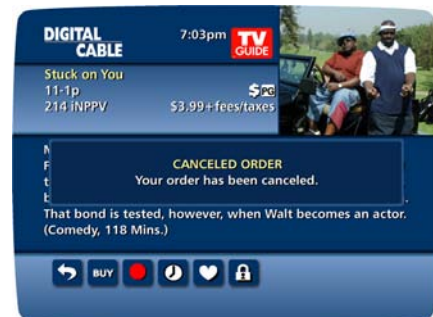 DIGITAL
CABLE
7:03pm
TV
GUIDE
Stuck on You
11-1p
$ PG
214 iNPPV
$3.99+fees/taxes
CANCELED ORDER
Your order has been canceled.
That bond is tested, however, when Walt becomes an actor.
(Comedy, 118 Mins.)
BUY